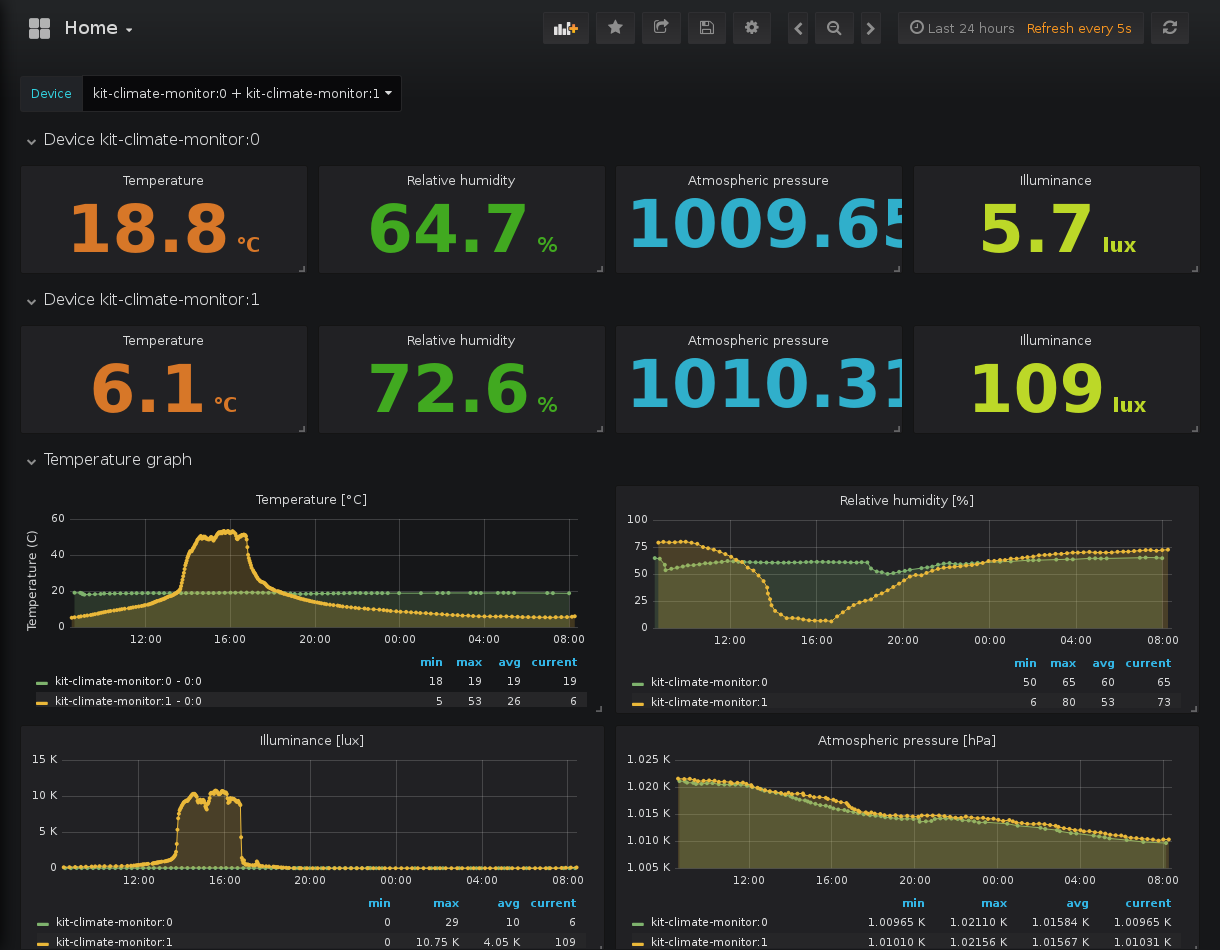 Home
Last 24 hours Refresh every 5s
Device kit-climate-monitor:0 + kit-climate-monitor:1
Device kit-climate-monitor:0
Temperature Relative humidity Atmospheric pressure Illuminance
18.8 °C 64.7 % 1009.65 5.7 lux
Device kit-climate-monitor:1
Temperature Relative humidity Atmospheric pressure Illuminance
6.1 °C 72.6 % 1010.31 109 lux
Temperature graph
Temperature [°C]
Temperature (C)
60
40
20
0
12:00 16:00 20:00 00:00 04:00 08:00
min max avg current
kit-climate-monitor:0 - 0:0 18 19 19 19
kit-climate-monitor:1 - 0:0 5 53 26 6
Relative humidity [%]
100
75
50
25
0
12:00 16:00 20:00 00:00 04:00 08:00
min max avg current
kit-climate-monitor:0 50 65 60 65
kit-climate-monitor:1 6 80 53 73
Illuminance [lux]
15 K
10 K
5 K
0
12:00 16:00 20:00 00:00 04:00 08:00
min max avg current
kit-climate-monitor:0 0 29 10 6
kit-climate-monitor:1 0 10.75 K 4.05 K 109
Atmospheric pressure [hPa]
1.025 K
1.020 K
1.015 K
1.010 K
1.005 K
12:00 16:00 20:00 00:00 04:00 08:00
min max avg current
kit-climate-monitor:0 1.00965 K 1.02110 K 1.01584 K 1.00965 K
kit-climate-monitor:1 1.01010 K 1.02156 K 1.01567 K 1.01031 K